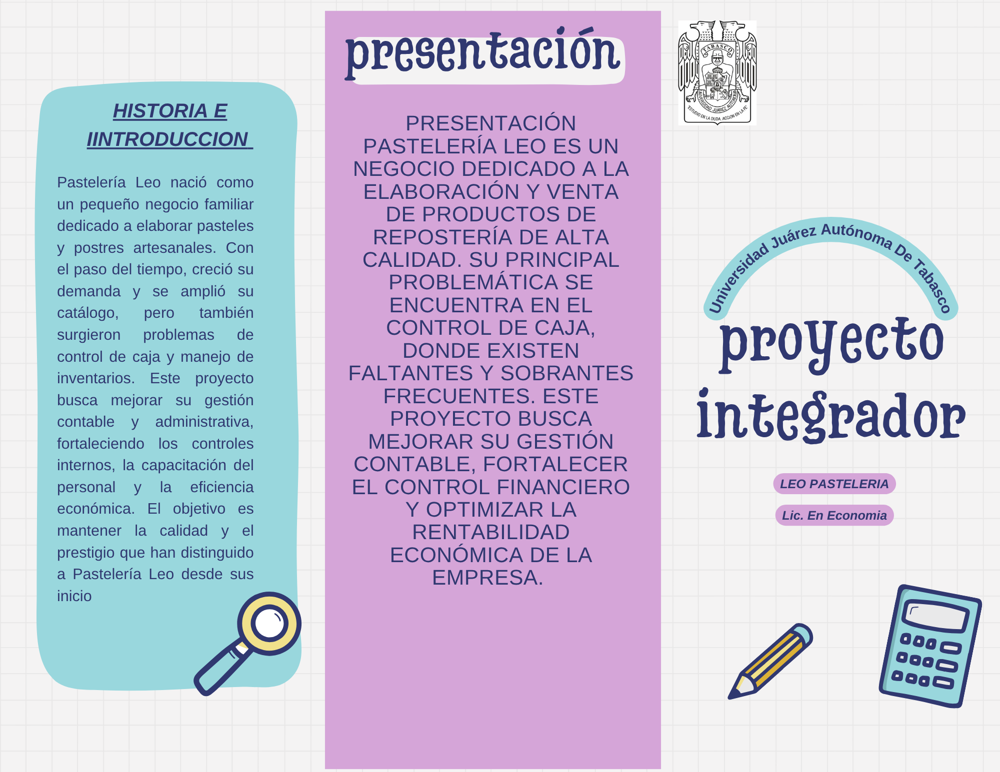 HISTORIA E
IINTRODUCCION
Pastelería Leo nació como
un pequeño negocio familiar
dedicado a elaborar pasteles
y postres artesanales. Con
el paso del tiempo, creció su
demanda y se amplió su
catálogo, pero también
surgieron problemas de
control de caja y manejo de
inventarios. Este proyecto
busca mejorar su gestión
contable y administrativa,
fortaleciendo los controles
internos, la capacitación del
personal y la eficiencia
económica. El objetivo es
mantener la calidad y el
prestigio que han distinguido
a Pastelería Leo desde sus
inicio
presentación
PRESENTACIÓN
PASTELERÍA LEO ES UN
NEGOCIO DEDICADO A LA
ELABORACIÓN Y VENTA
DE PRODUCTOS DE
REPOSTERÍA DE ALTA
CALIDAD. SU PRINCIPAL
PROBLEMÁTICA SE
ENCUENTRA EN EL
CONTROL DE CAJA,
DONDE EXISTEN
FALTANTES Y SOBRANTES
FRECUENTES. ESTE
PROYECTO BUSCA
MEJORAR SU GESTIÓN
CONTABLE, FORTALECER
EL CONTROL FINANCIERO
Y OPTIMIZAR LA
RENTABILIDAD
ECONÓMICA DE LA
EMPRESA.
TABASCO
UNIVERSIDAD JUAREZ AUTONOMA
"ESTUDIO EN LA DUDA. ACCION EN LA FE"
Universidad Juárez Autónoma De Tabasco
proyecto
integrador
LEO PASTELERIA
Lic. En Economia